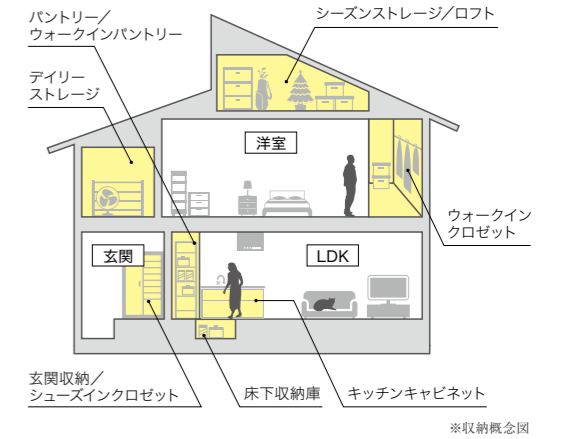 パントリー／
ウォークインパントリー
シーズンストレージ／ロフト
デイリー
ストレージ
洋室
ウォークイン
クロゼット
玄関
LDK
玄関収納／
シューズインクロゼット
床下収納庫
キッチンキャビネット
※収納概念図